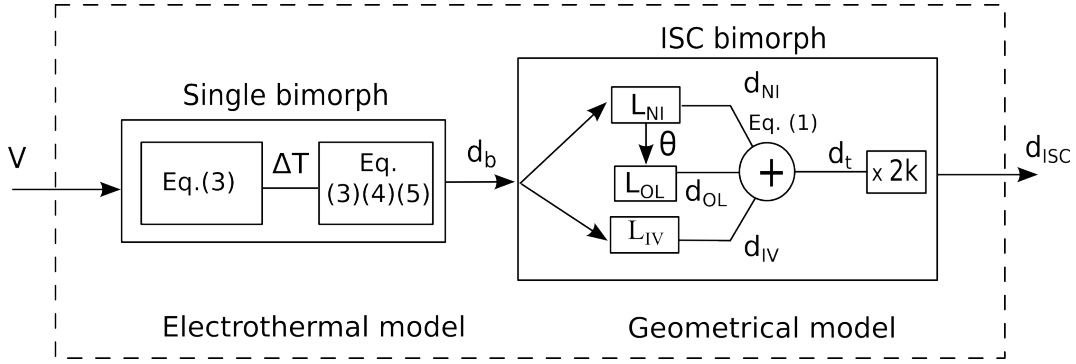 ISC bimorph
Single bimorph
V
Eq.(3)
ΔT
Eq.
(3)(4)(5)
d_b
L_NI
θ
L_OL
L_IV
d_NI
Eq. (1)
d_OL
+
d_IV
d_t
x 2k
d_ISC
Electrothermal model
Geometrical model